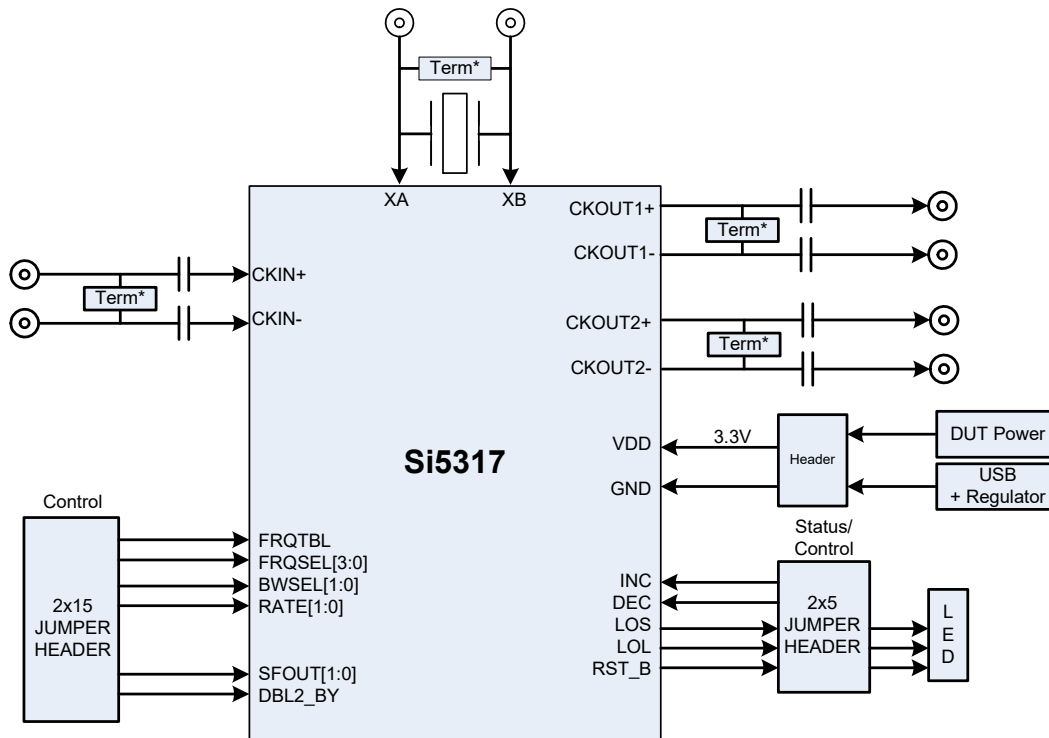 Term*
XA
XB
CKOUT1+
Term*
CKOUT1-
CKIN+
Term*
CKIN-
CKOUT2+
Term*
CKOUT2-
Si5317
VDD
3.3V
GND
Header
DUT Power
USB
+ Regulator
Control
2x15
JUMPER
HEADER
FRQTBL
FRQSEL[3:0]
BWSEL[1:0]
RATE[1:0]
SFOUT[1:0]
DBL2_BY
Status/
Control
INC
DEC
LOS
LOL
RST_B
2x5
JUMPER
HEADER
L
E
D